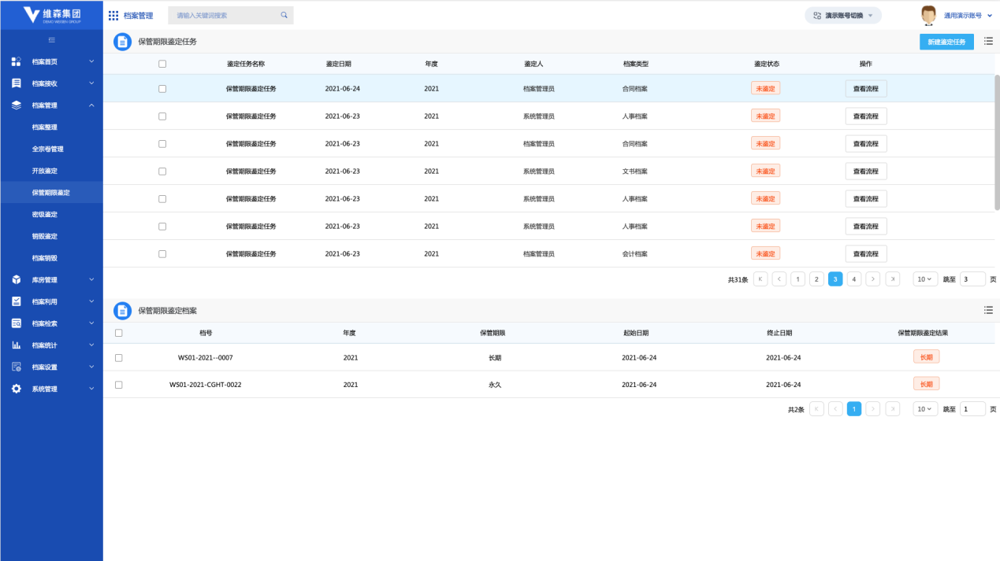 维森集团
DEMO WISSEN GROUP
档案管理
请输入关键词搜索
演示账号切换
通用演示账号
档案首页
档案接收
档案管理
档案整理
全宗卷管理
开放鉴定
保管期限鉴定
密级鉴定
销毁鉴定
档案销毁
库房管理
档案利用
档案检索
档案统计
档案设置
系统管理
保管期限鉴定任务 新建鉴定任务
鉴定任务名称 鉴定日期 年度 鉴定人 档案类型 鉴定状态 操作
保管期限鉴定任务 2021-06-24 2021 档案管理员 合同档案 未鉴定 查看流程
保管期限鉴定任务 2021-06-23 2021 系统管理员 人事档案 未鉴定 查看流程
保管期限鉴定任务 2021-06-23 2021 档案管理员 合同档案 未鉴定 查看流程
保管期限鉴定任务 2021-06-23 2021 系统管理员 文书档案 未鉴定 查看流程
保管期限鉴定任务 2021-06-23 2021 系统管理员 人事档案 未鉴定 查看流程
保管期限鉴定任务 2021-06-23 2021 系统管理员 人事档案 未鉴定 查看流程
保管期限鉴定任务 2021-06-23 2021 档案管理员 会计档案 未鉴定 查看流程
共31条 1 2 3 4 10 跳至 3 页
保管期限鉴定档案
档号 年度 保管期限 起始日期 终止日期 保管期限鉴定结果
WS01-2021--0007 2021 长期 2021-06-24 2021-06-24 长期
WS01-2021-CGHT-0022 2021 永久 2021-06-24 2021-06-24 长期
共2条 1 10 跳至 1 页